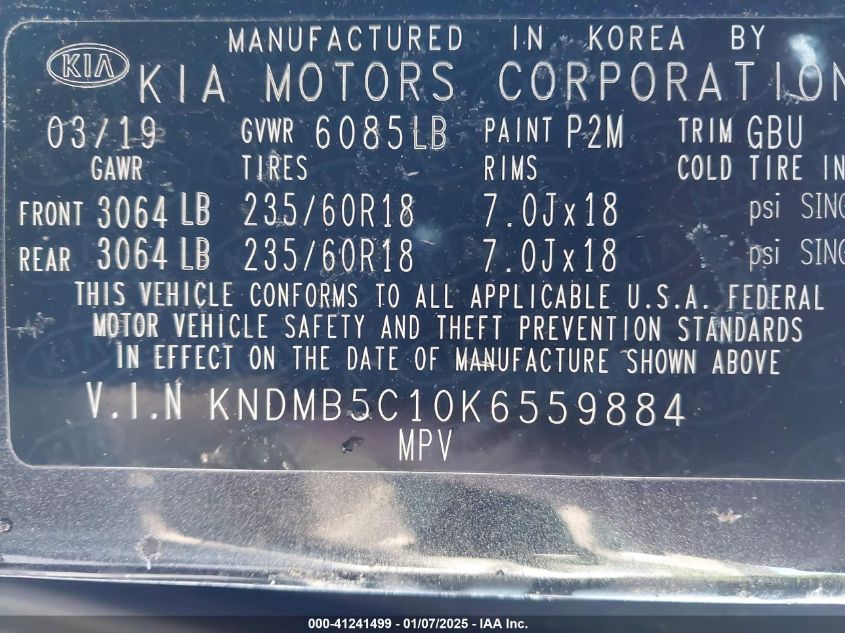 MANUFACTURED IN KOREA BY
KIA KIA MOTORS CORPORATION
03/19 GVWR 6085LB PAINT P2M TRIM GBU
GAWR TIRES RIMS COLD TIRE IN
FRONT 3064 LB 235/60R18 7.0Jx18 psi SING
REAR 3064 LB 235/60R18 7.0Jx18 psi SING
THIS VEHICLE CONFORMS TO ALL APPLICABLE U.S.A. FEDERAL
MOTOR VEHICLE SAFETY AND THEFT PREVENTION STANDARDS
IN EFFECT ON THE DATE OF MANUFACTURE SHOWN ABOVE
V.I.N KNDMB5C10K6559884
MPV
000-41241499 - 01/07/2025 - IAA Inc.